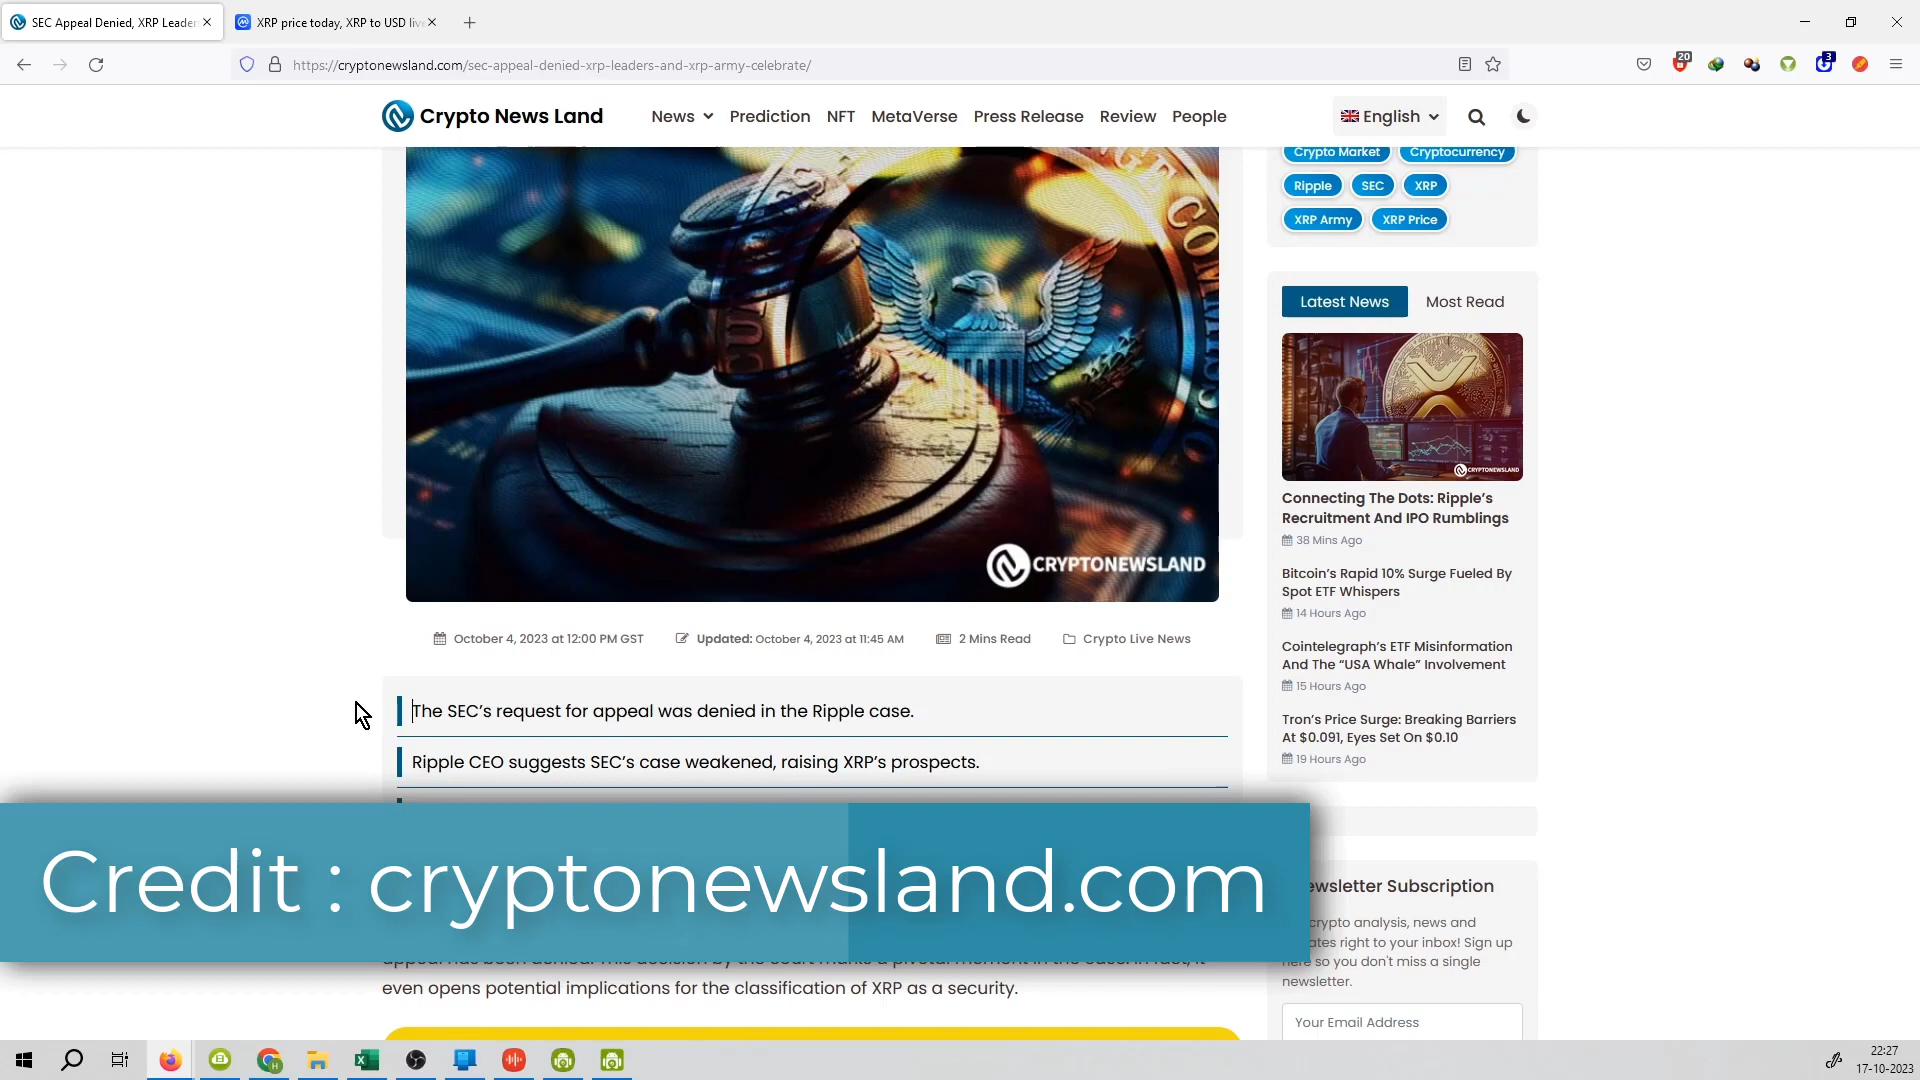 SEC Appeal Denied, XRP Leader
XRP price today, XRP to USD live
https://cryptonewsland.com/sec-appeal-denied-xrp-leaders-and-xrp-army-celebrate/
20
3
Crypto News Land
News
Prediction
NFT
MetaVerse
Press Release
Review
People
English
CRYPTONEWSLAND
October 4, 2023 at 12:00 PM GST
Updated: October 4, 2023 at 11:45 AM
2 Mins Read
Crypto Live News
The SEC’s request for appeal was denied in the Ripple case.
Ripple CEO suggests SEC’s case weakened, raising XRP’s prospects.
Credit : cryptonewsland.com
even opens potential implications for the classification of XRP as a security.
Crypto Market
Cryptocurrency
Ripple
SEC
XRP
XRP Army
XRP Price
Latest News
Most Read
CRYPTONEWSLAND
Connecting The Dots: Ripple’s
Recruitment And IPO Rumblings
38 Mins Ago
Bitcoin’s Rapid 10% Surge Fueled By
Spot ETF Whispers
14 Hours Ago
Cointelegraph’s ETF Misinformation
And The “USA Whale” Involvement
15 Hours Ago
Tron’s Price Surge: Breaking Barriers
At $0.091, Eyes Set On $0.10
19 Hours Ago
Newsletter Subscription
crypto analysis, news and
right to your inbox! Sign up
here so you don't miss a single
newsletter.
Your Email Address
22:27
17-10-2023